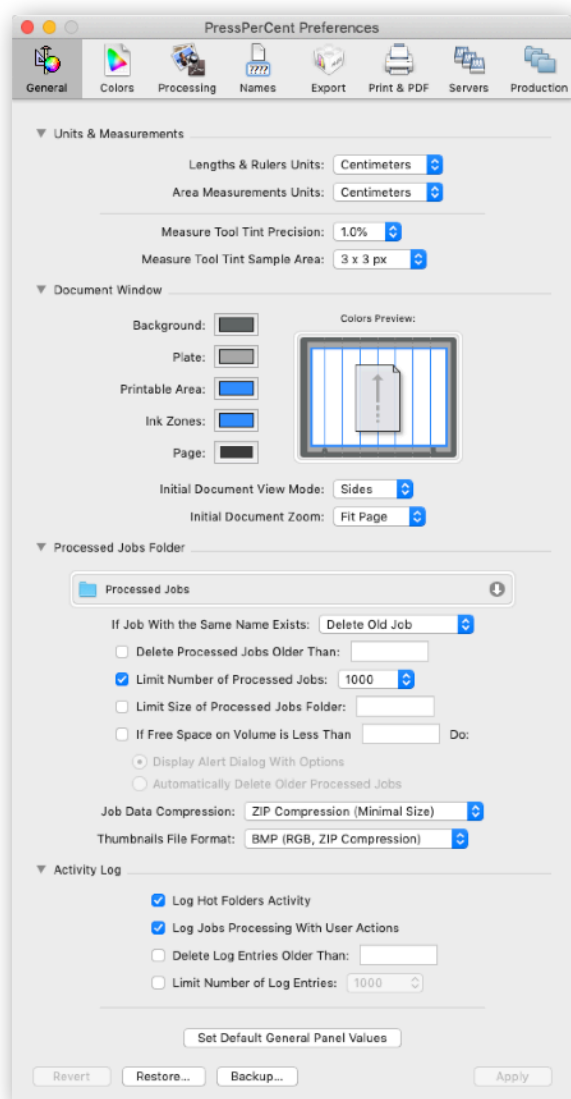 PressPerCent Preferences
General Colors Processing Names Export Print & PDF Servers Production
Units & Measurements
Lengths & Rulers Units: Centimeters
Area Measurements Units: Centimeters
Measure Tool Tint Precision: 1.0%
Measure Tool Tint Sample Area: 3 x 3 px
Document Window
Background: Colors Preview:
Plate:
Printable Area:
Ink Zones:
Page:
Initial Document View Mode: Sides
Initial Document Zoom: Fit Page
Processed Jobs Folder
Processed Jobs
If Job With the Same Name Exists: Delete Old Job
Delete Processed Jobs Older Than:
Limit Number of Processed Jobs: 1000
Limit Size of Processed Jobs Folder:
If Free Space on Volume is Less Than Do:
Display Alert Dialog With Options
Automatically Delete Older Processed Jobs
Job Data Compression: ZIP Compression (Minimal Size)
Thumbnails File Format: BMP (RGB, ZIP Compression)
Activity Log
Log Hot Folders Activity
Log Jobs Processing With User Actions
Delete Log Entries Older Than:
Limit Number of Log Entries: 1000
Set Default General Panel Values
Revert Restore... Backup... Apply